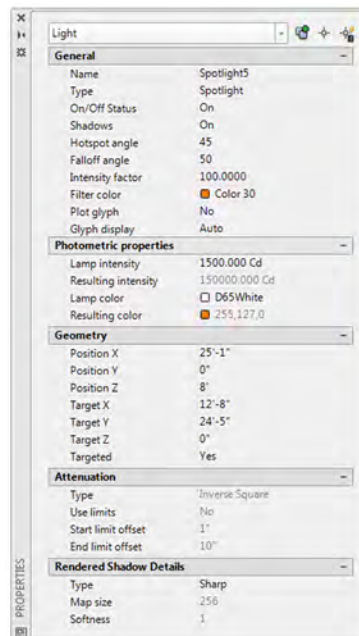 Light
General
Name Spotlight5
Type Spotlight
On/Off Status On
Shadows On
Hotspot angle 45
Falloff angle 50
Intensity factor 100.0000
Filter color Color 30
Plot glyph No
Glyph display Auto
Photometric properties
Lamp intensity 1500.000 Cd
Resulting intensity 150000.000 Cd
Lamp color D65White
Resulting color 255,127,0
Geometry
Position X 25'-1"
Position Y 0"
Position Z 8'
Target X 12'-8"
Target Y 24'-5"
Target Z 0"
Targeted Yes
Attenuation
Type Inverse Square
Use limits No
Start limit offset 1"
End limit offset 10"
Rendered Shadow Details
Type Sharp
Map size 256
Softness 1
PROPERTIES